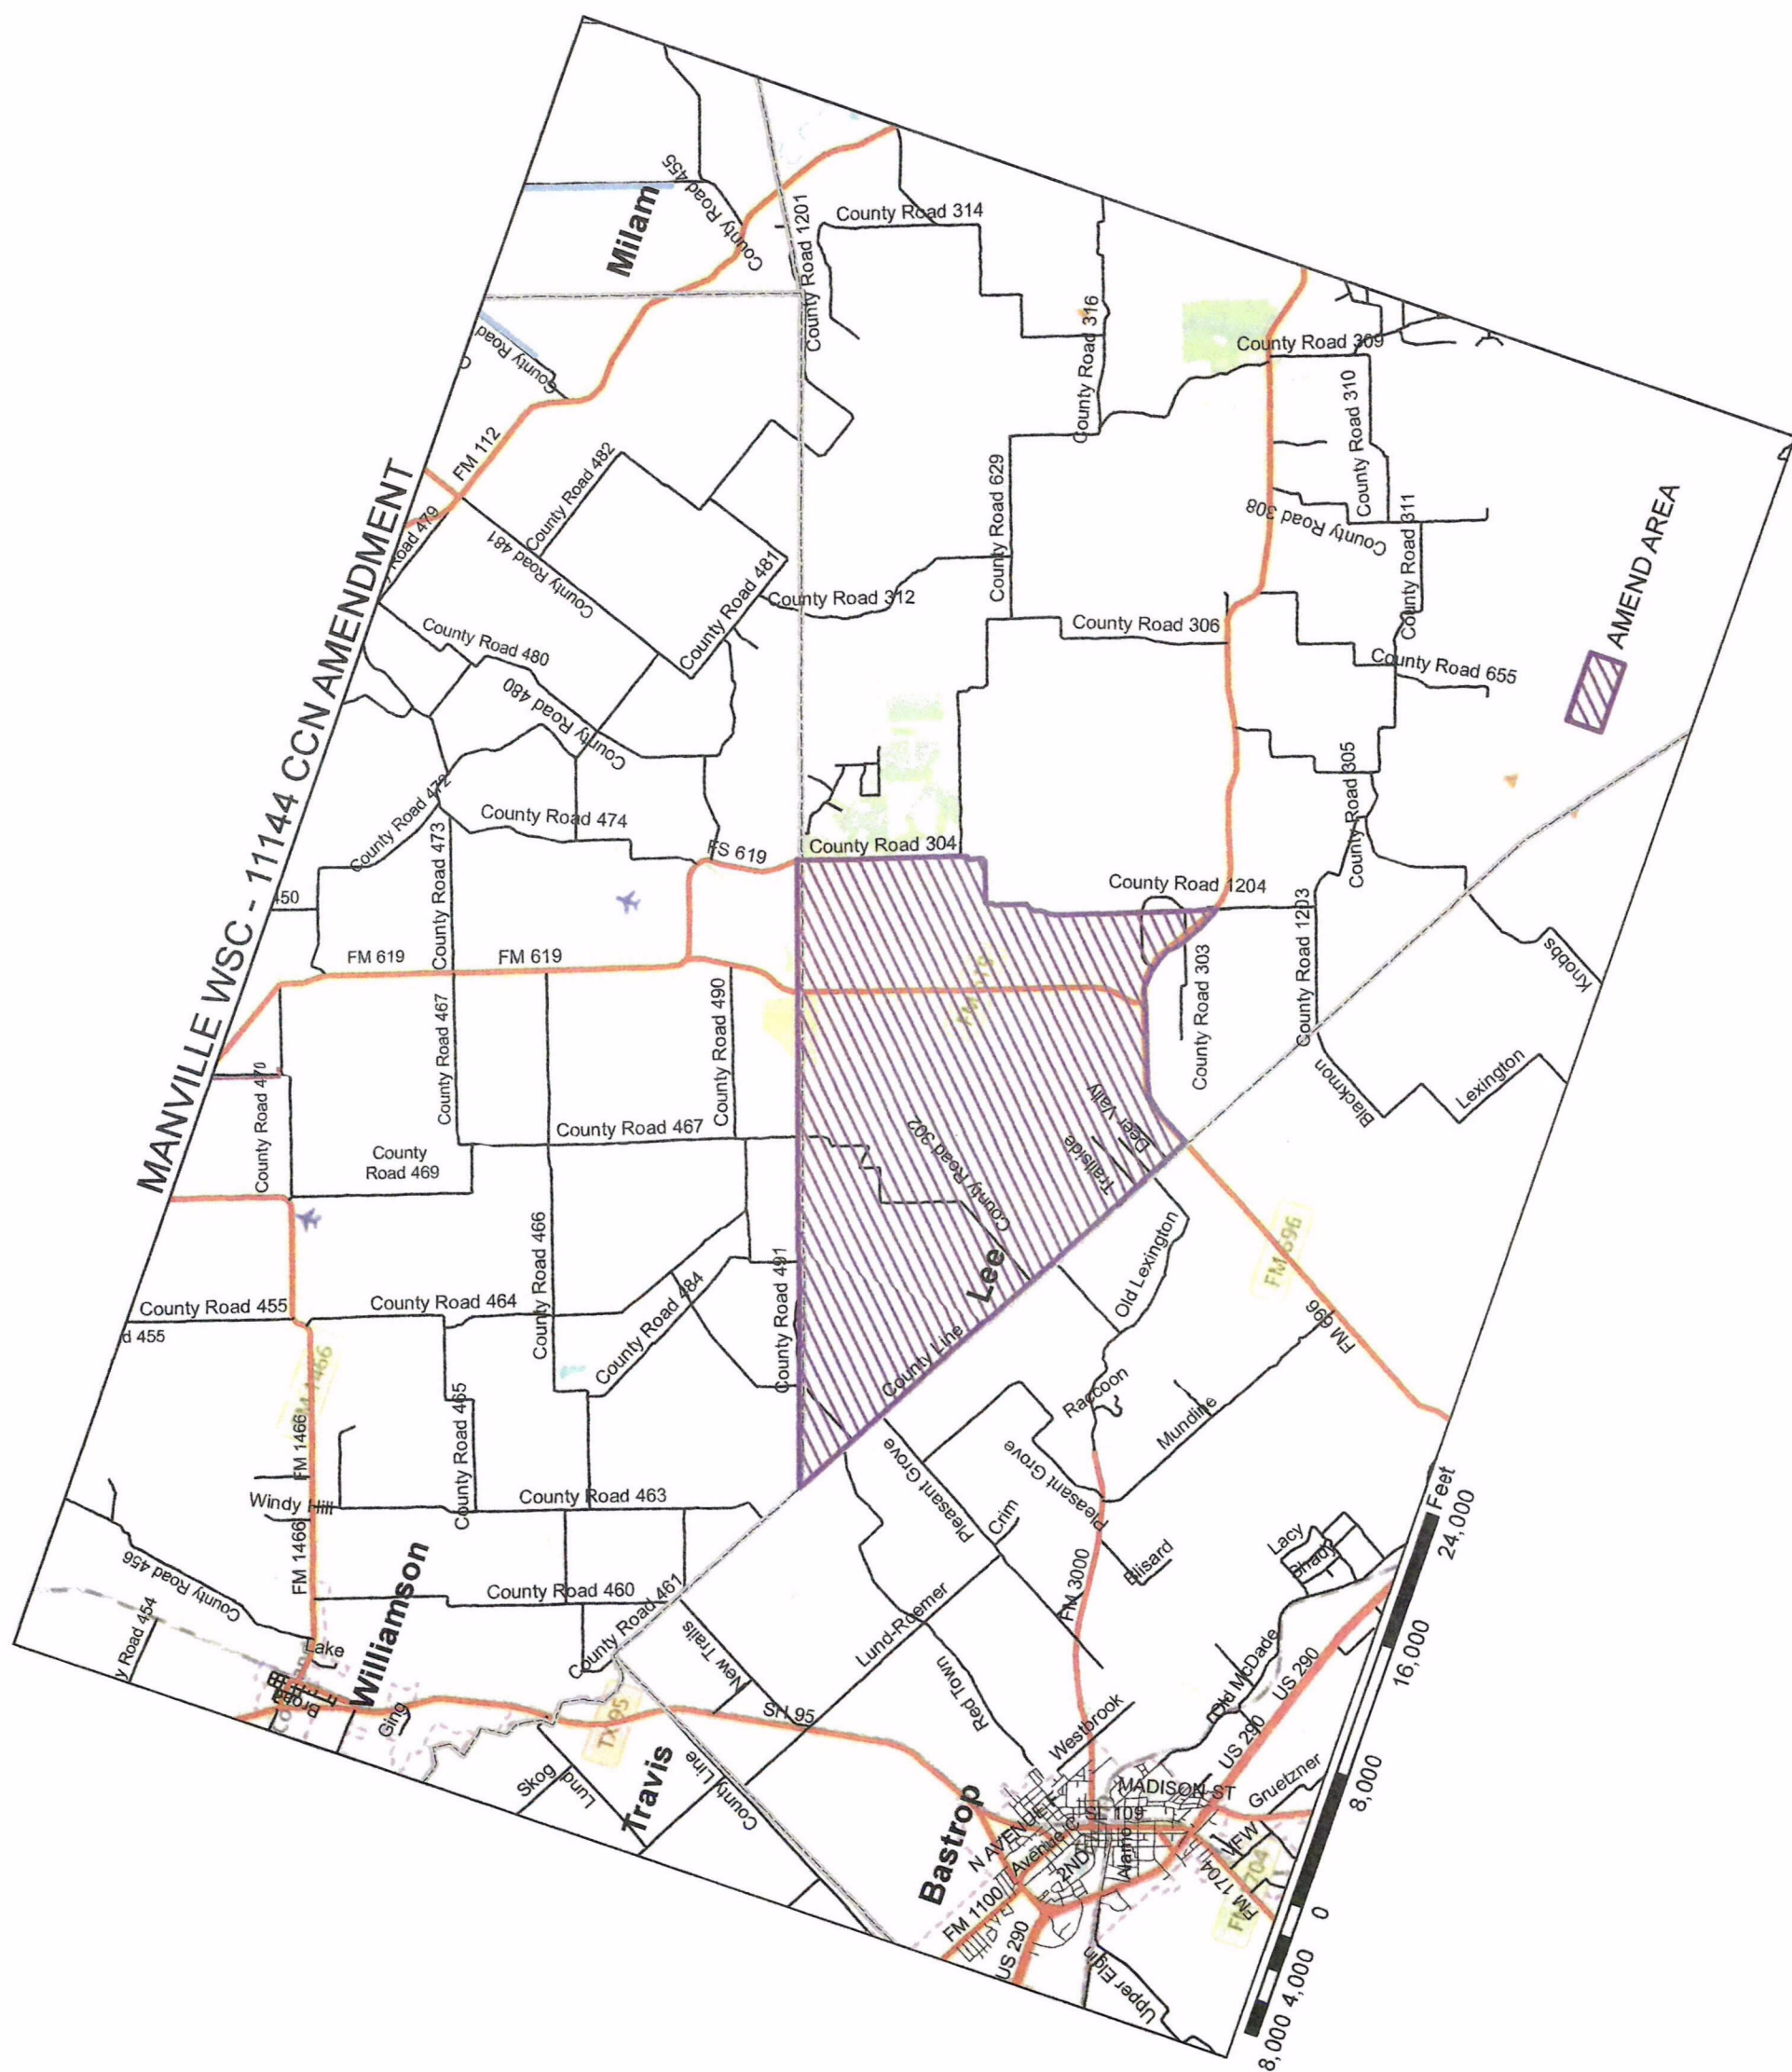 MANVILLE WSC - 11144 CCN AMENDMENT
Milam
County Road 455
County Road 1201
County Road 314
County Road
C
FM 112
County Road 316
County Road 309
County Road 310
County Road 482
Road 479
County Road 481
County Road 481
County Road 629
County Road 308
County Road 311
County Road 312
County Road 480
County Road 480
County Road 306
County Road 655
AMEND AREA
County Road 472
County Road 474
County Road 473
County Road 305
FS 619
County Road 304
County Road 1204
450
FM 619
FM 619
FM 619
County Road 303
County Road 1203
Knobbs
County Road 467
County Road 490
County Road 470
Blackmon
Lexington
County Road 467
County
Road 469
County Road 302
Trailside
Deer Vally
County Road 466
County Road 491
Lee
Old Lexington
FM 696
FM 696
County Road 455
d 455
County Road 464
County Road 484
County Line
FM 1466
FM 1466
County Road 465
Raccoon
Mundine
Pleasant Grove
Pleasant Grove
Crim
Windy Hill
County Road 463
FM 1466
County Road 456
y Road 454
County Road 460
County Road 461
Lund-Roemer
FM 3000
Blisard
Lacy
Shady
Lake
Williamson
Broad
Ging
New Trails
Red Town
Old McDade
US 290
TX 95
SH 95
Westbrook
US 290
Skog
Lund
Travis
County Line
Bastrop
N AVENUE F
Avenue C
2ND
SL 109
Alamo
MADISON ST
Gruetzner
VFW
FM 1704
704
FM 1100
US 290
Upper Elgin
8,000 4,000 0 8,000 16,000 24,000
Feet